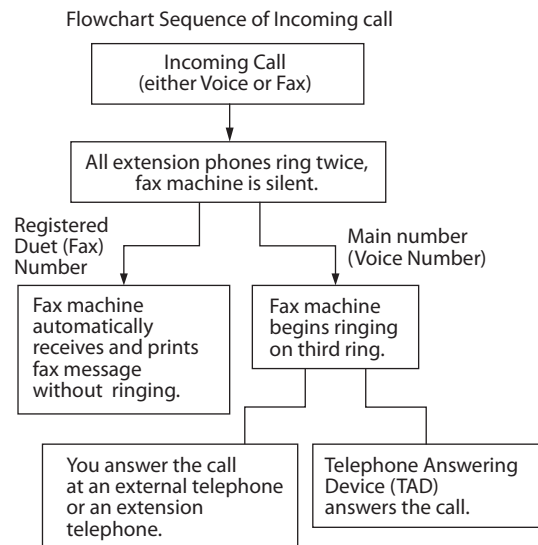 Flowchart Sequence of Incoming call
Incoming Call
(either Voice or Fax)
All extension phones ring twice,
fax machine is silent.
Registered
Duet (Fax)
Number
Main number
(Voice Number)
Fax machine
automatically
receives and prints
fax message
without ringing.
Fax machine
begins ringing
on third ring.
You answer the call
at an external telephone
or an extension
telephone.
Telephone Answering
Device (TAD)
answers the call.